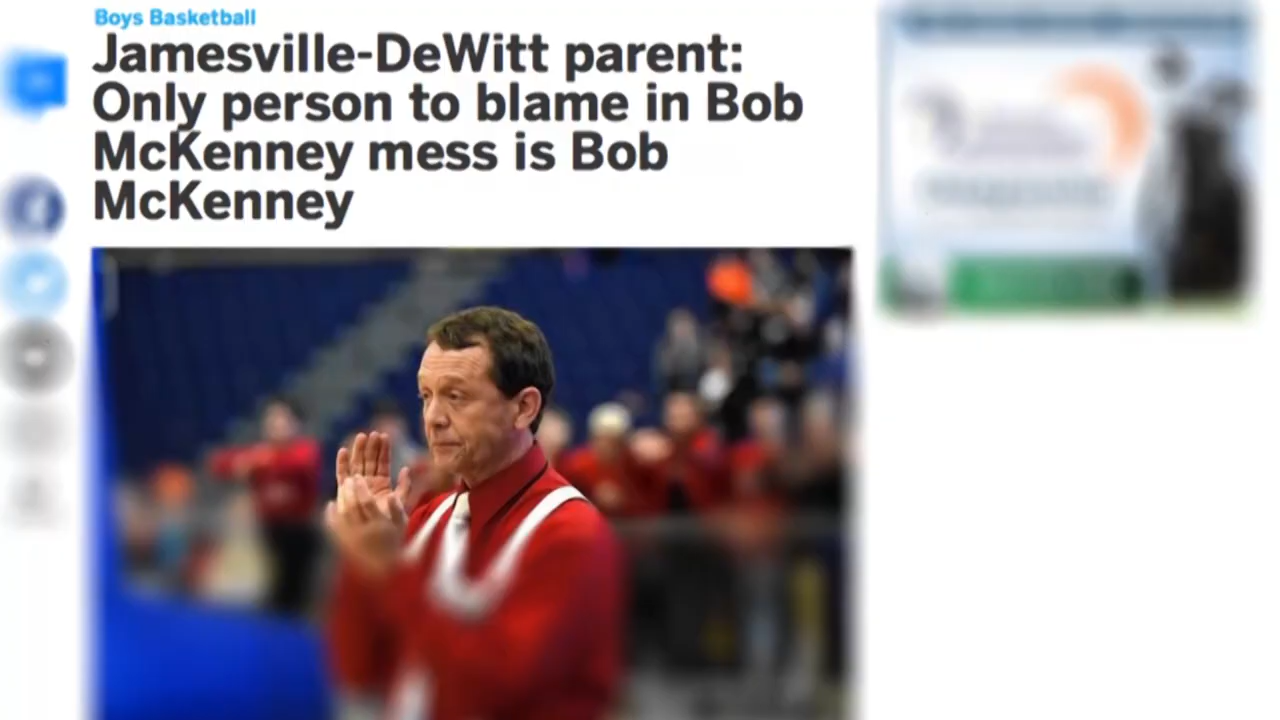 Boys Basketball
Jamesville-DeWitt parent:
Only person to blame in Bob
McKenney mess is Bob
McKenney